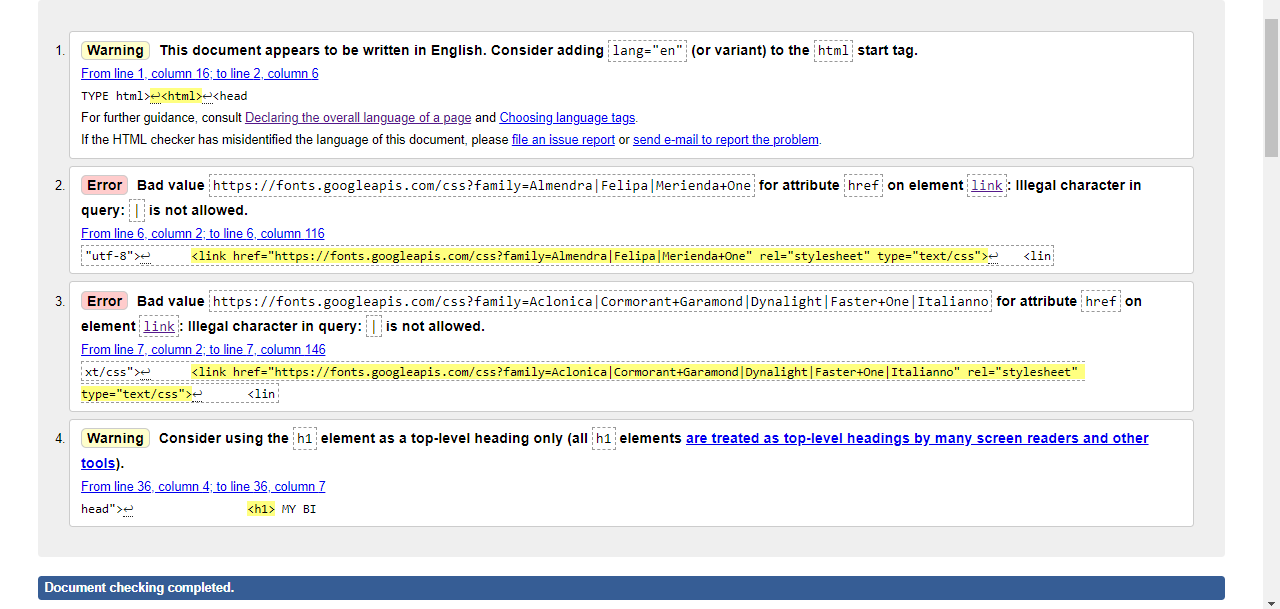 1. Warning This document appears to be written in English. Consider adding lang="en" (or variant) to the html start tag.
From line 1, column 16; to line 2, column 6
TYPE html>↩<html>↩<head
For further guidance, consult Declaring the overall language of a page and Choosing language tags.
If the HTML checker has misidentified the language of this document, please file an issue report or send e-mail to report the problem.
2. Error Bad value https://fonts.googleapis.com/css?family=Almendra|Felipa|Merienda+One for attribute href on element link: Illegal character in
query: | is not allowed.
From line 6, column 2; to line 6, column 116
"utf-8">↩ <link href="https://fonts.googleapis.com/css?family=Almendra|Felipa|Merienda+One" rel="stylesheet" type="text/css">↩ <lin
3. Error Bad value https://fonts.googleapis.com/css?family=Aclonica|Cormorant+Garamond|Dynalight|Faster+One|Italianno for attribute href on
element link: Illegal character in query: | is not allowed.
From line 7, column 2; to line 7, column 146
xt/css">↩ <link href="https://fonts.googleapis.com/css?family=Aclonica|Cormorant+Garamond|Dynalight|Faster+One|Italianno" rel="stylesheet"
type="text/css">↩ <lin
4. Warning Consider using the h1 element as a top-level heading only (all h1 elements are treated as top-level headings by many screen readers and other
tools).
From line 36, column 4; to line 36, column 7
head">↩ <h1> MY BI
Document checking completed.